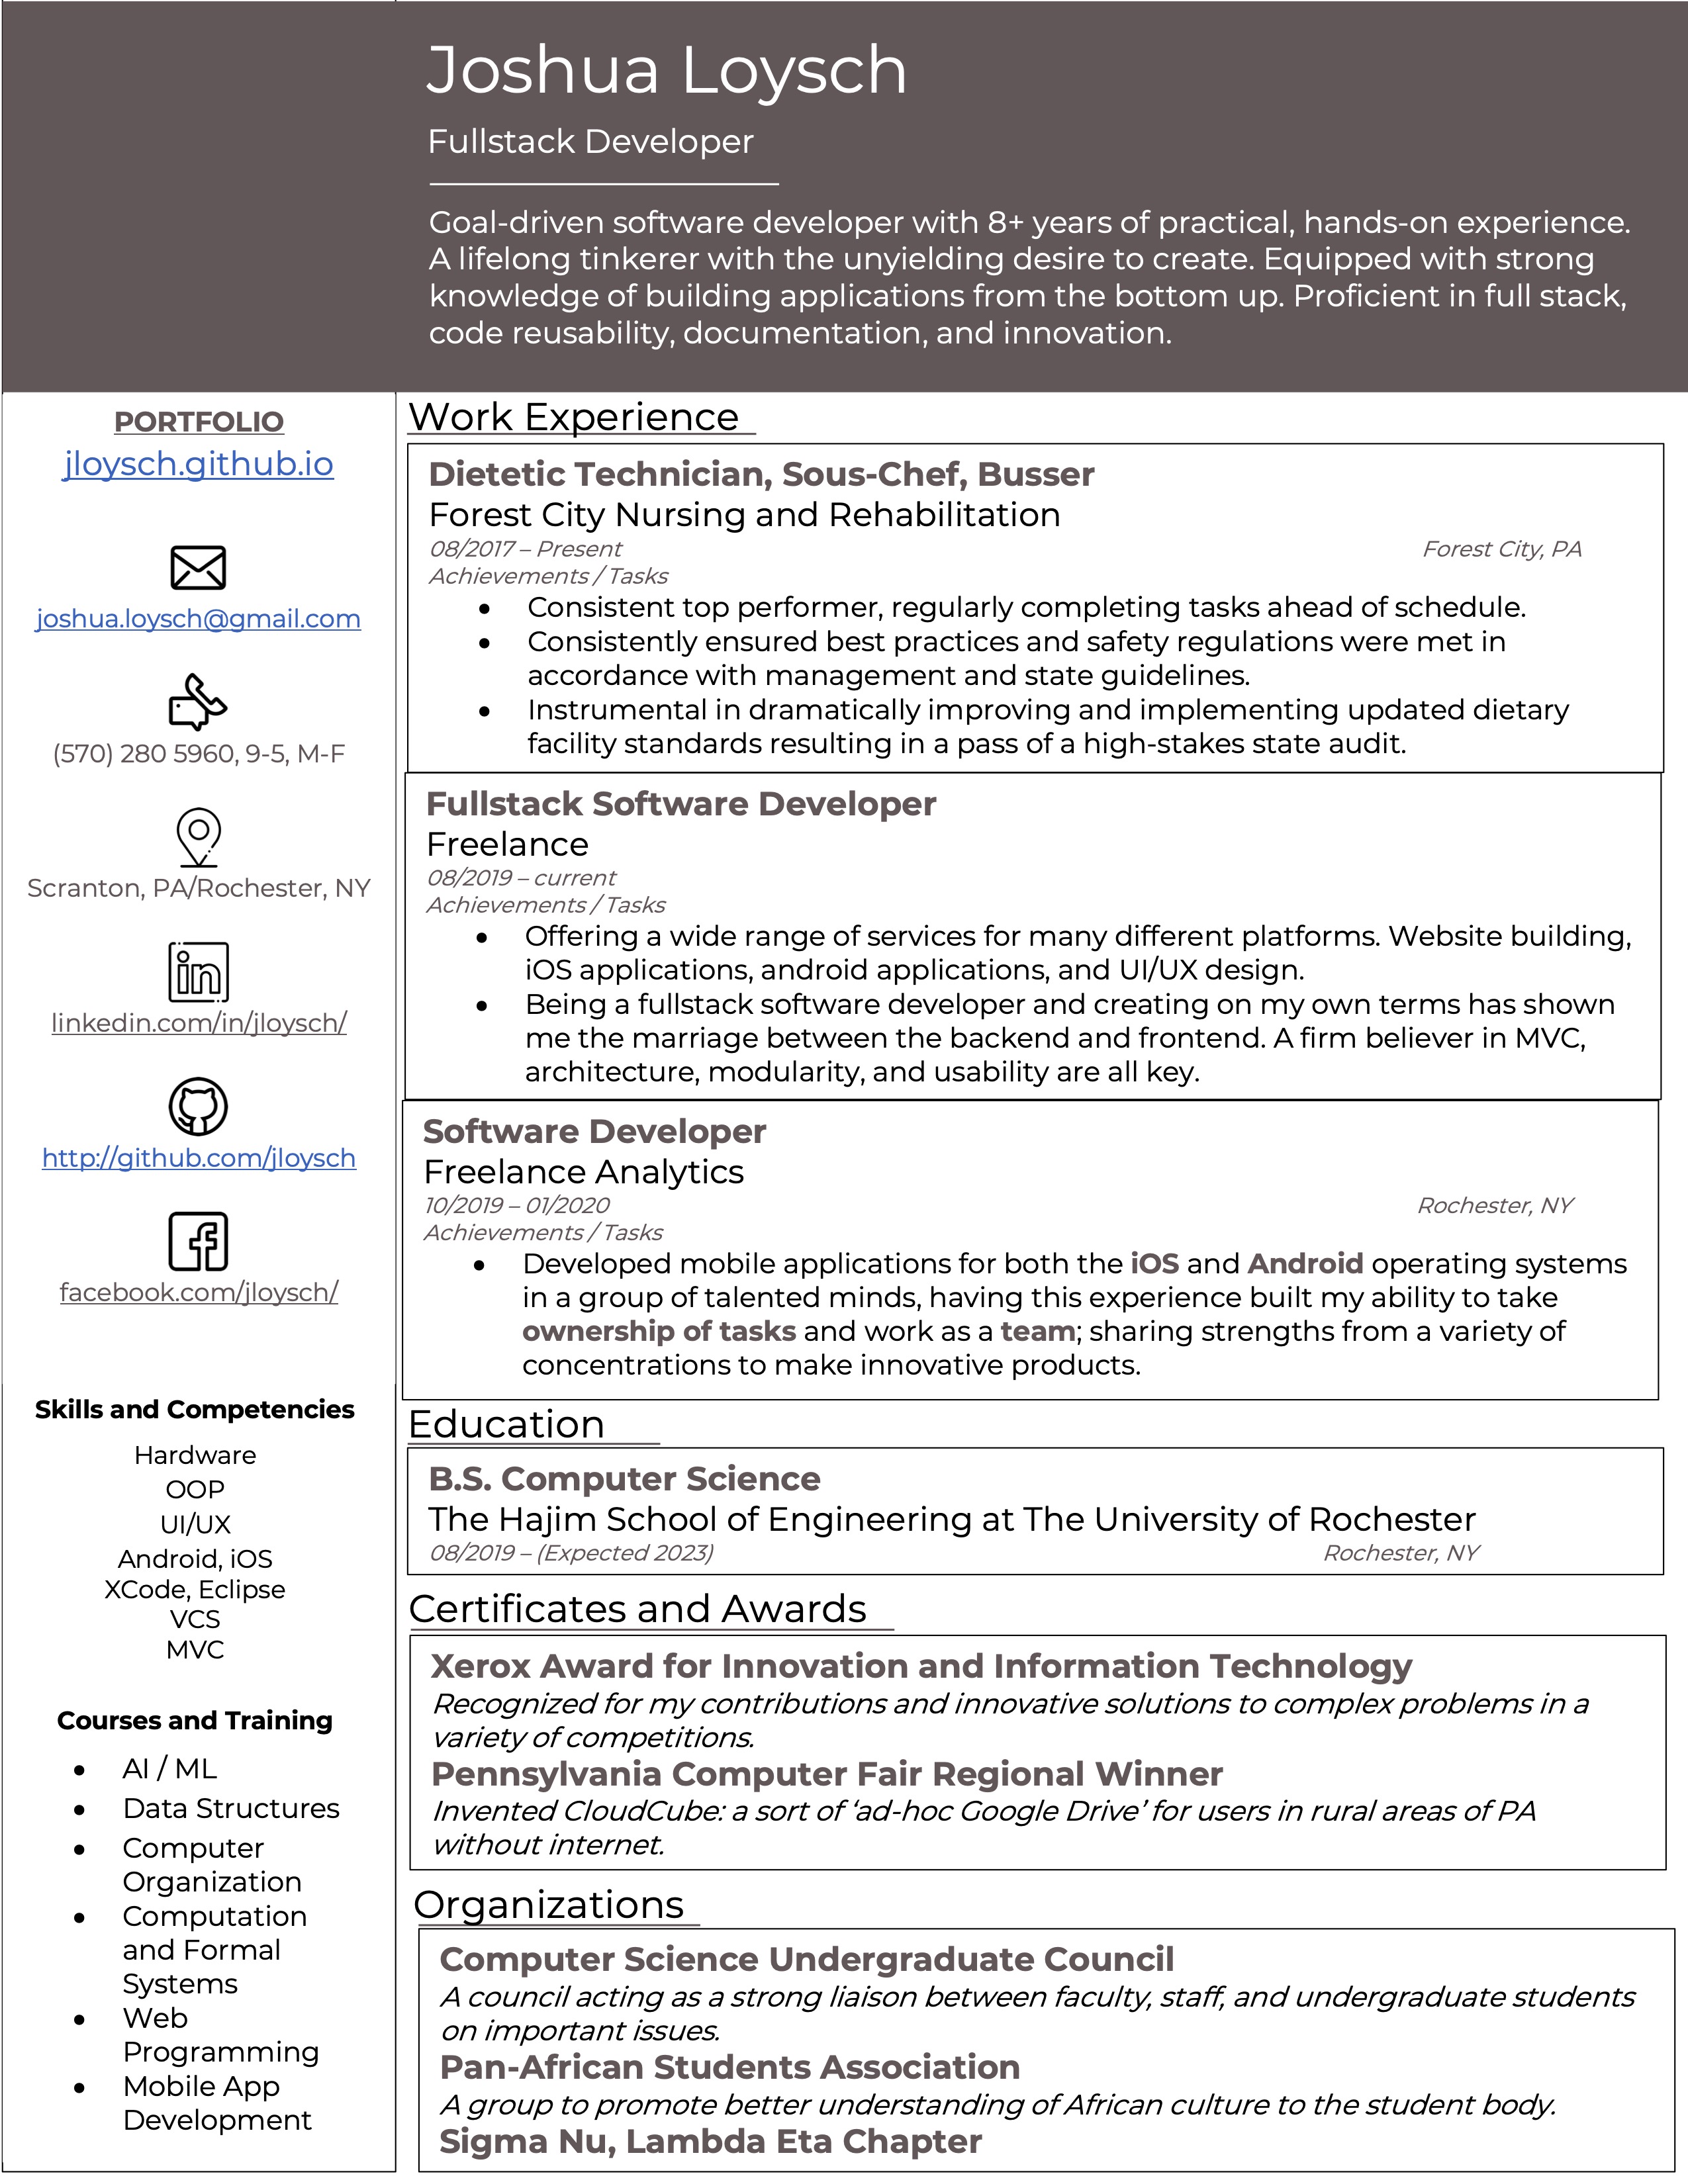 Joshua Loysch
Fullstack Developer
Goal-driven software developer with 8+ years of practical, hands-on experience.
A lifelong tinkerer with the unyielding desire to create. Equipped with strong
knowledge of building applications from the bottom up. Proficient in full stack,
code reusability, documentation, and innovation.
PORTFOLIO
jloysch.github.io
joshua.loysch@gmail.com
(570) 280 5960, 9-5, M-F
Scranton, PA/Rochester, NY
in
linkedin.com/in/jloysch/
http://github.com/jloysch
f
facebook.com/jloysch/
Skills and Competencies
Hardware
OOP
UI/UX
Android, iOS
XCode, Eclipse
VCS
MVC
Courses and Training
• AI / ML
• Data Structures
• Computer
Organization
• Computation
and Formal
Systems
• Web
Programming
• Mobile App
Development
Work Experience
Dietetic Technician, Sous-Chef, Busser
Forest City Nursing and Rehabilitation
08/2017 – Present Forest City, PA
Achievements / Tasks
• Consistent top performer, regularly completing tasks ahead of schedule.
• Consistently ensured best practices and safety regulations were met in
accordance with management and state guidelines.
• Instrumental in dramatically improving and implementing updated dietary
facility standards resulting in a pass of a high-stakes state audit.
Fullstack Software Developer
Freelance
08/2019 – current
Achievements / Tasks
• Offering a wide range of services for many different platforms. Website building,
iOS applications, android applications, and UI/UX design.
• Being a fullstack software developer and creating on my own terms has shown
me the marriage between the backend and frontend. A firm believer in MVC,
architecture, modularity, and usability are all key.
Software Developer
Freelance Analytics
10/2019 – 01/2020 Rochester, NY
Achievements / Tasks
• Developed mobile applications for both the iOS and Android operating systems
in a group of talented minds, having this experience built my ability to take
ownership of tasks and work as a team; sharing strengths from a variety of
concentrations to make innovative products.
Education
B.S. Computer Science
The Hajim School of Engineering at The University of Rochester
08/2019 – (Expected 2023) Rochester, NY
Certificates and Awards
Xerox Award for Innovation and Information Technology
Recognized for my contributions and innovative solutions to complex problems in a
variety of competitions.
Pennsylvania Computer Fair Regional Winner
Invented CloudCube: a sort of ‘ad-hoc Google Drive’ for users in rural areas of PA
without internet.
Organizations
Computer Science Undergraduate Council
A council acting as a strong liaison between faculty, staff, and undergraduate students
on important issues.
Pan-African Students Association
A group to promote better understanding of African culture to the student body.
Sigma Nu, Lambda Eta Chapter